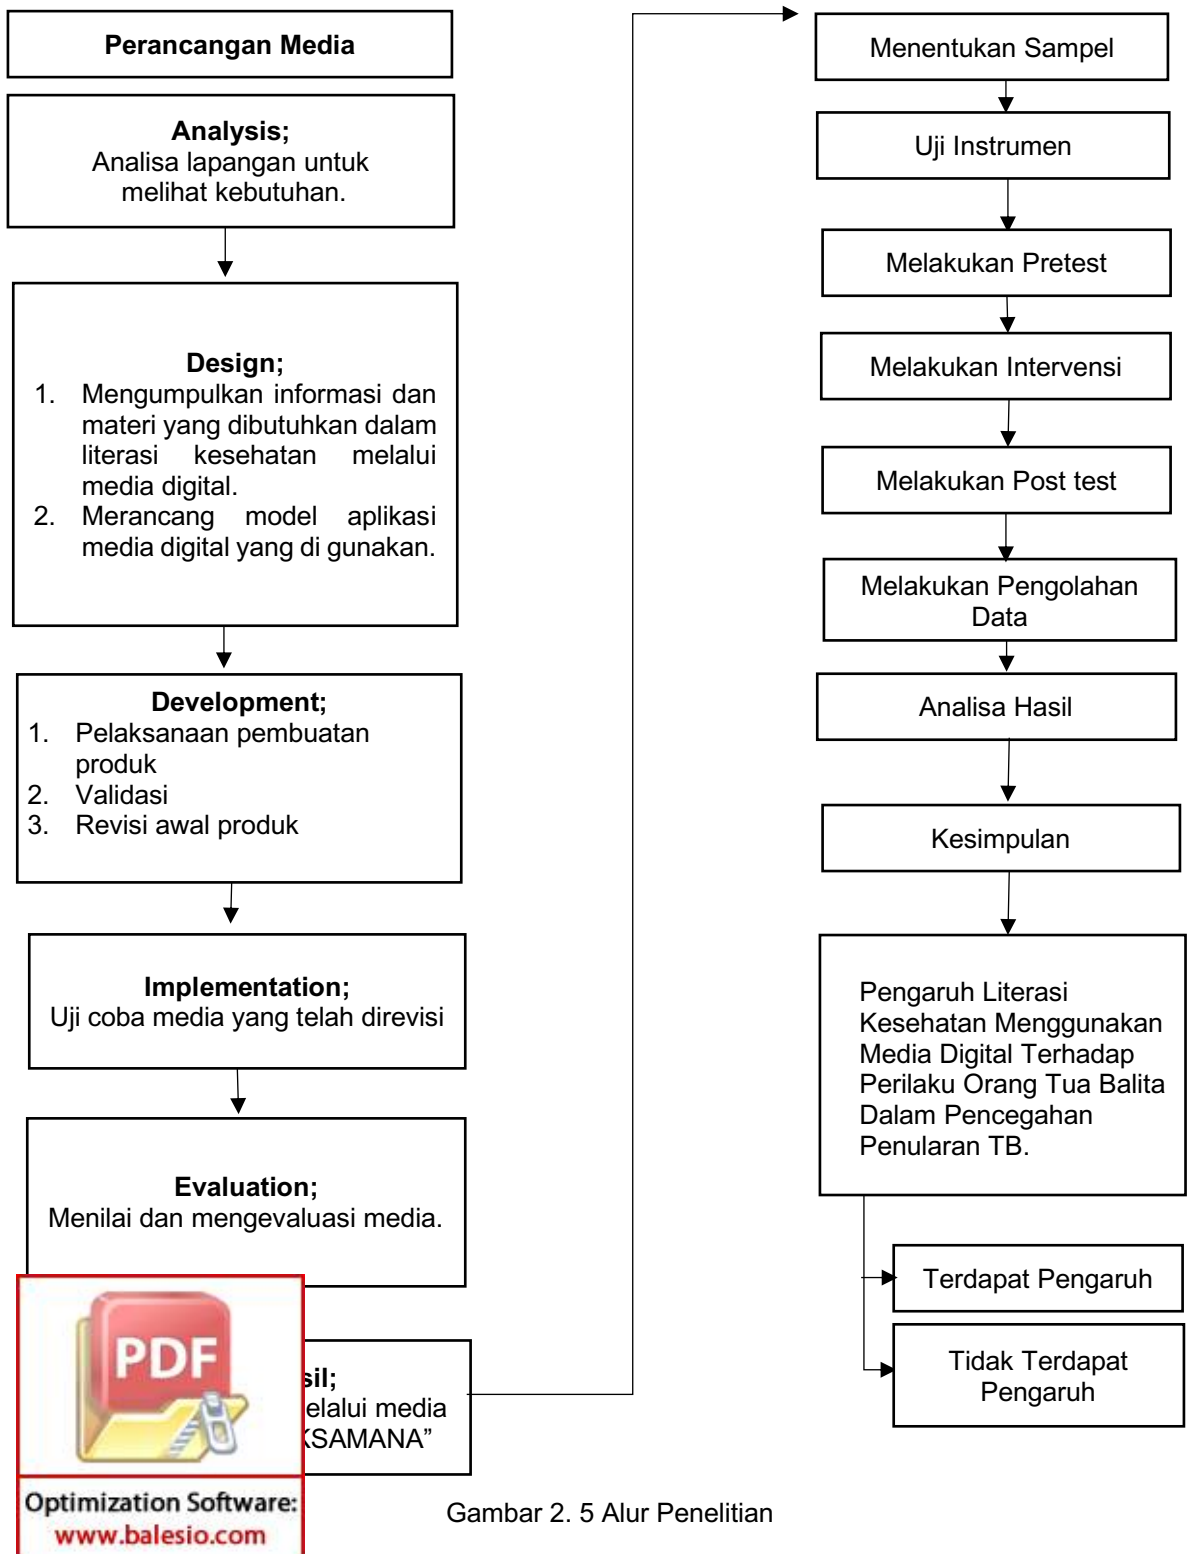 Perancangan Media
Analysis;
Analisa lapangan untuk
melihat kebutuhan.
Design;
1. Mengumpulkan informasi dan
materi yang dibutuhkan dalam
literasi kesehatan melalui
media digital.
2. Merancang model aplikasi
media digital yang di gunakan.
Development;
1. Pelaksanaan pembuatan
produk
2. Validasi
3. Revisi awal produk
Implementation;
Uji coba media yang telah direvisi
Evaluation;
Menilai dan mengevaluasi media.
sil;
elalui media
KSAMANA”
PDF
Optimization Software:
www.balesio.com
Menentukan Sampel
Uji Instrumen
Melakukan Pretest
Melakukan Intervensi
Melakukan Post test
Melakukan Pengolahan
Data
Analisa Hasil
Kesimpulan
Pengaruh Literasi
Kesehatan Menggunakan
Media Digital Terhadap
Perilaku Orang Tua Balita
Dalam Pencegahan
Penularan TB.
Terdapat Pengaruh
Tidak Terdapat
Pengaruh
Gambar 2. 5 Alur Penelitian